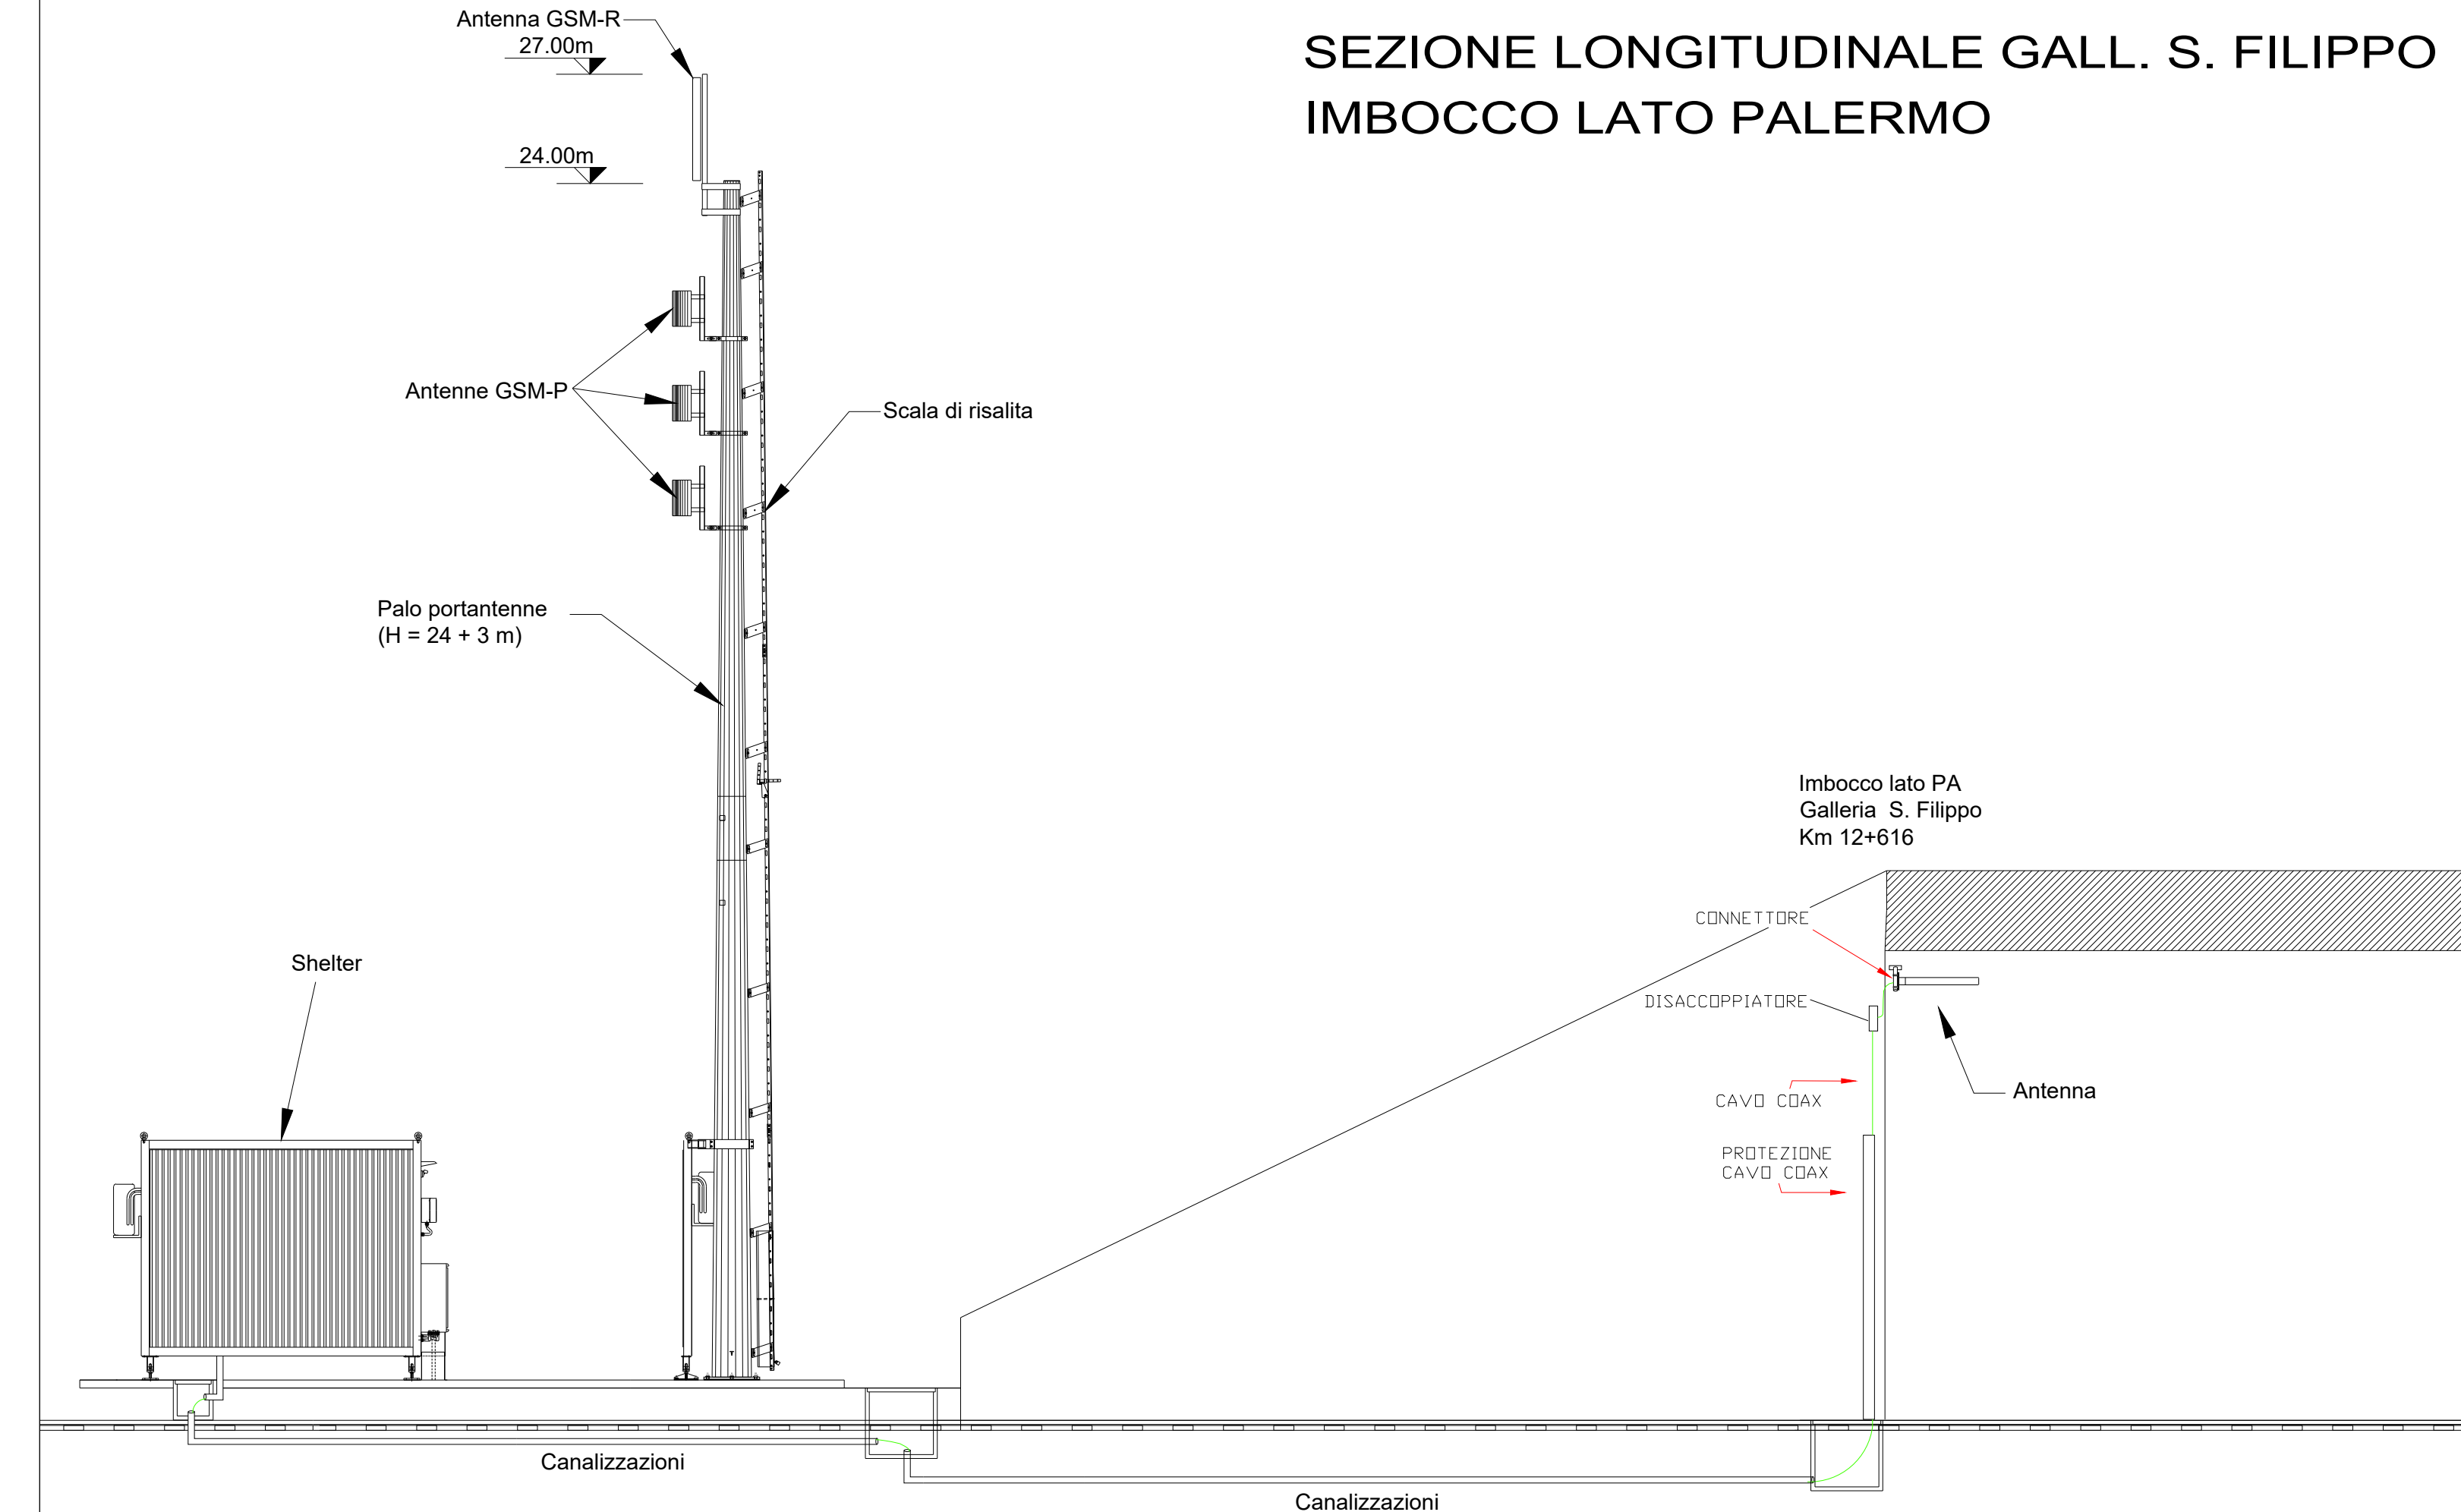 SEZIONE LONGITUDINALE GALL. S. FILIPPO
IMBOCCO LATO PALERMO
Antenna GSM-R
27.00m
24.00m
Antenne GSM-P
Scala di risalita
Palo portantenne
(H = 24 + 3 m)
Shelter
Imbocco lato PA
Galleria S. Filippo
Km 12+616
CONNETTORE
DISACCOPPIATORE
CAVO COAX
Antenna
PROTEZIONE
CAVO COAX
Canalizzazioni
Canalizzazioni